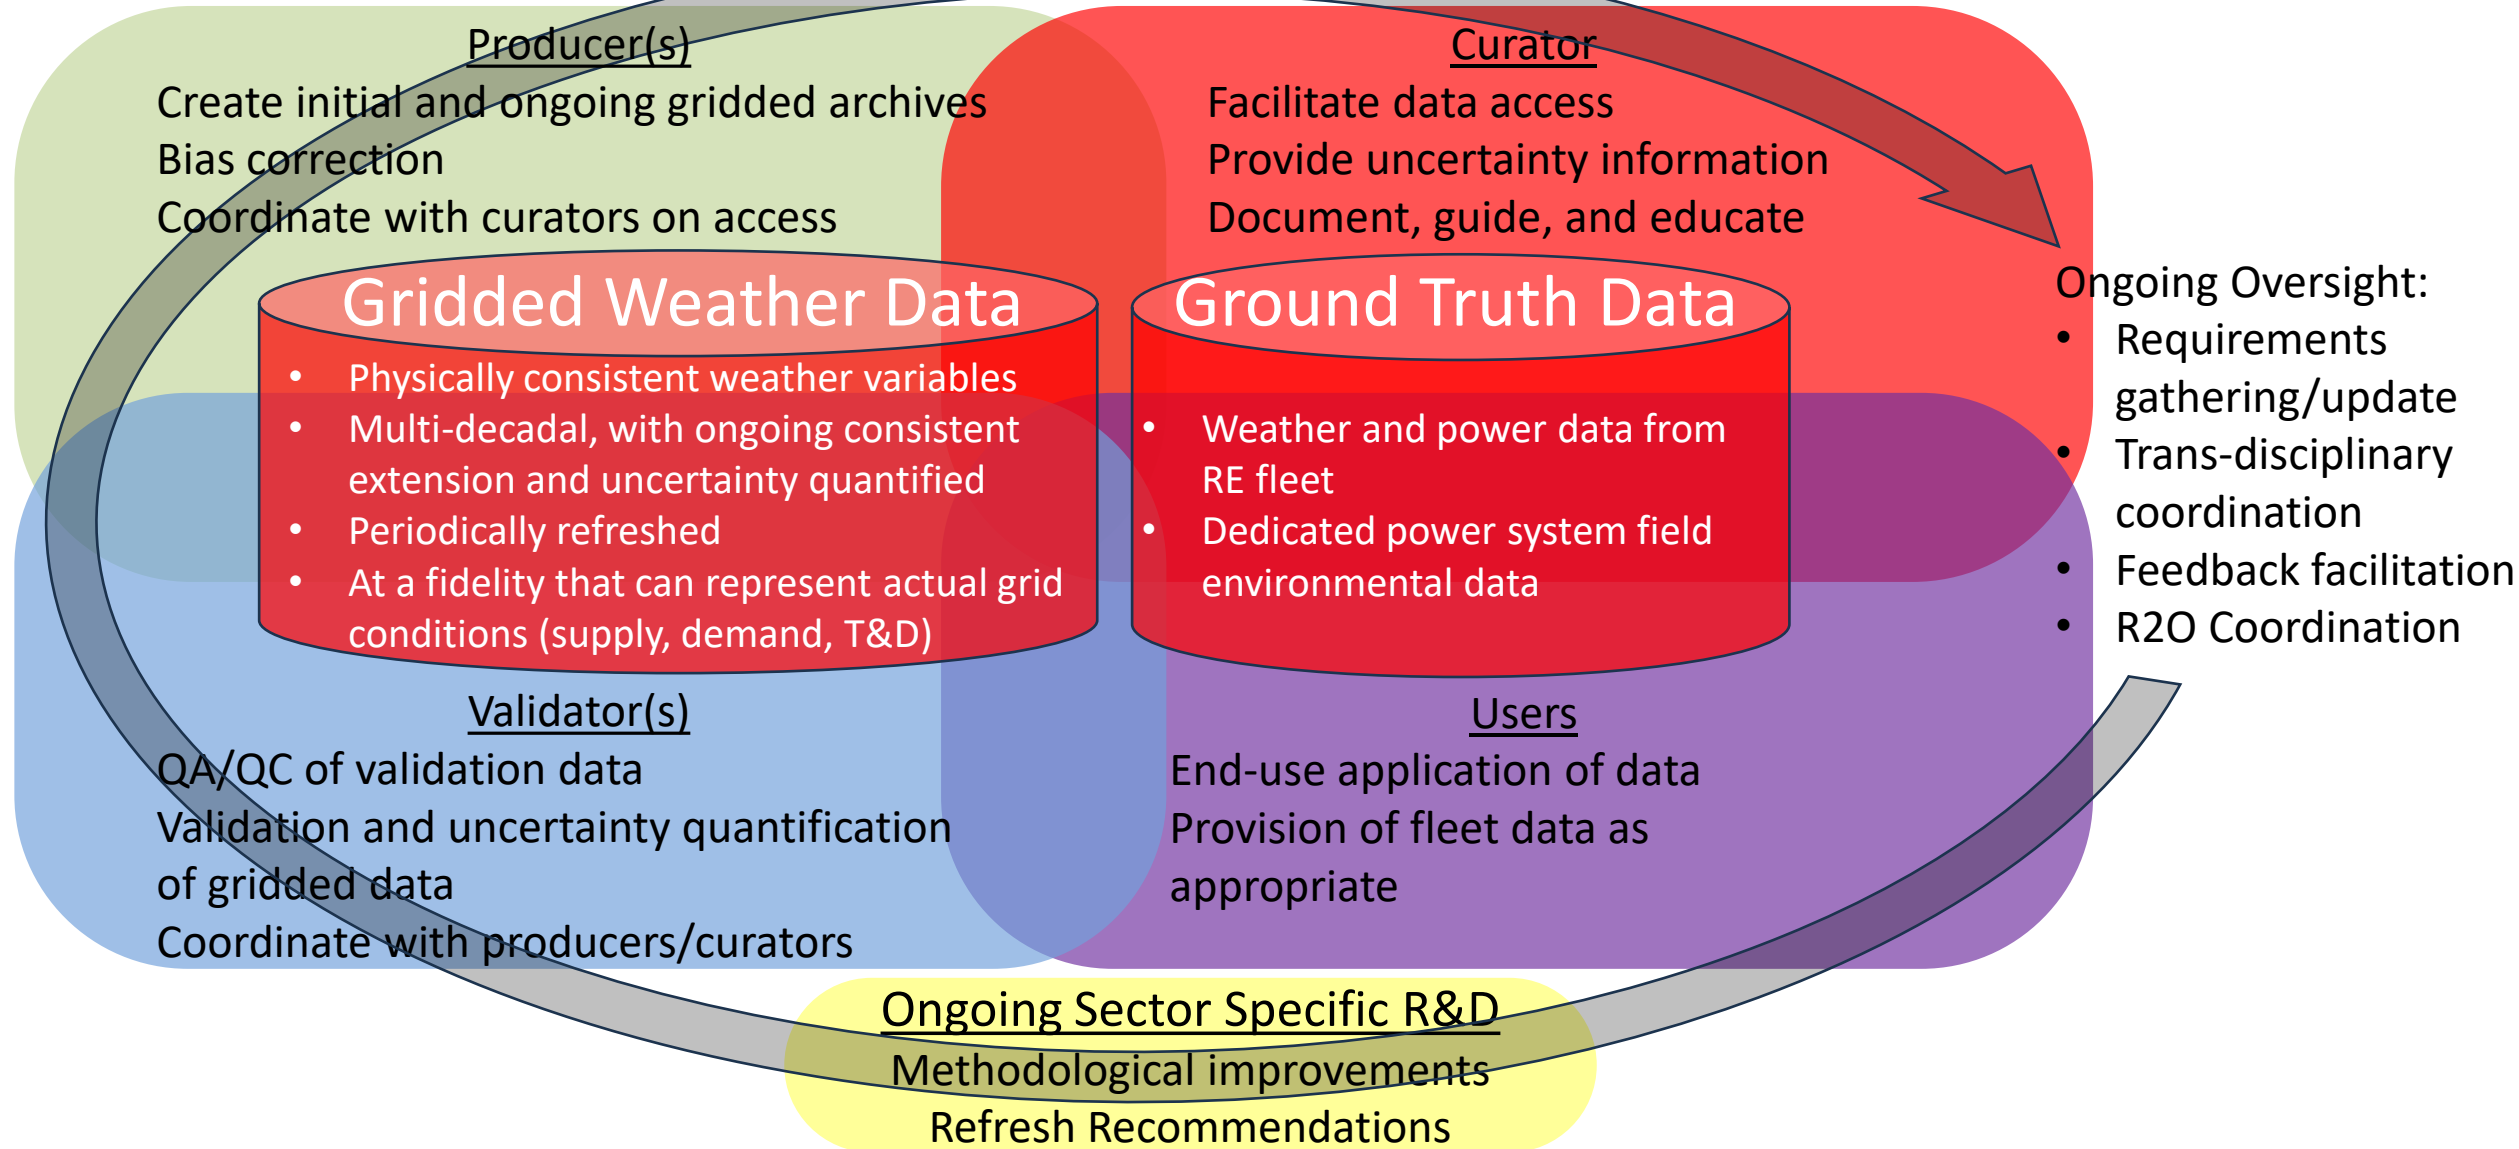 Producer(s)
Create initial and ongoing gridded archives
Bias correction
Coordinate with curators on access
Curator
Facilitate data access
Provide uncertainty information
Document, guide, and educate
Gridded Weather Data
• Physically consistent weather variables
• Multi-decadal, with ongoing consistent
extension and uncertainty quantified
• Periodically refreshed
• At a fidelity that can represent actual grid
conditions (supply, demand, T&D)
Ground Truth Data
• Weather and power data from
RE fleet
• Dedicated power system field
environmental data
Ongoing Oversight:
• Requirements
gathering/update
• Trans-disciplinary
coordination
• Feedback facilitation
• R2O Coordination
Validator(s)
QA/QC of validation data
Validation and uncertainty quantification
of gridded data
Coordinate with producers/curators
Users
End-use application of data
Provision of fleet data as
appropriate
Ongoing Sector Specific R&D
Methodological improvements
Refresh Recommendations